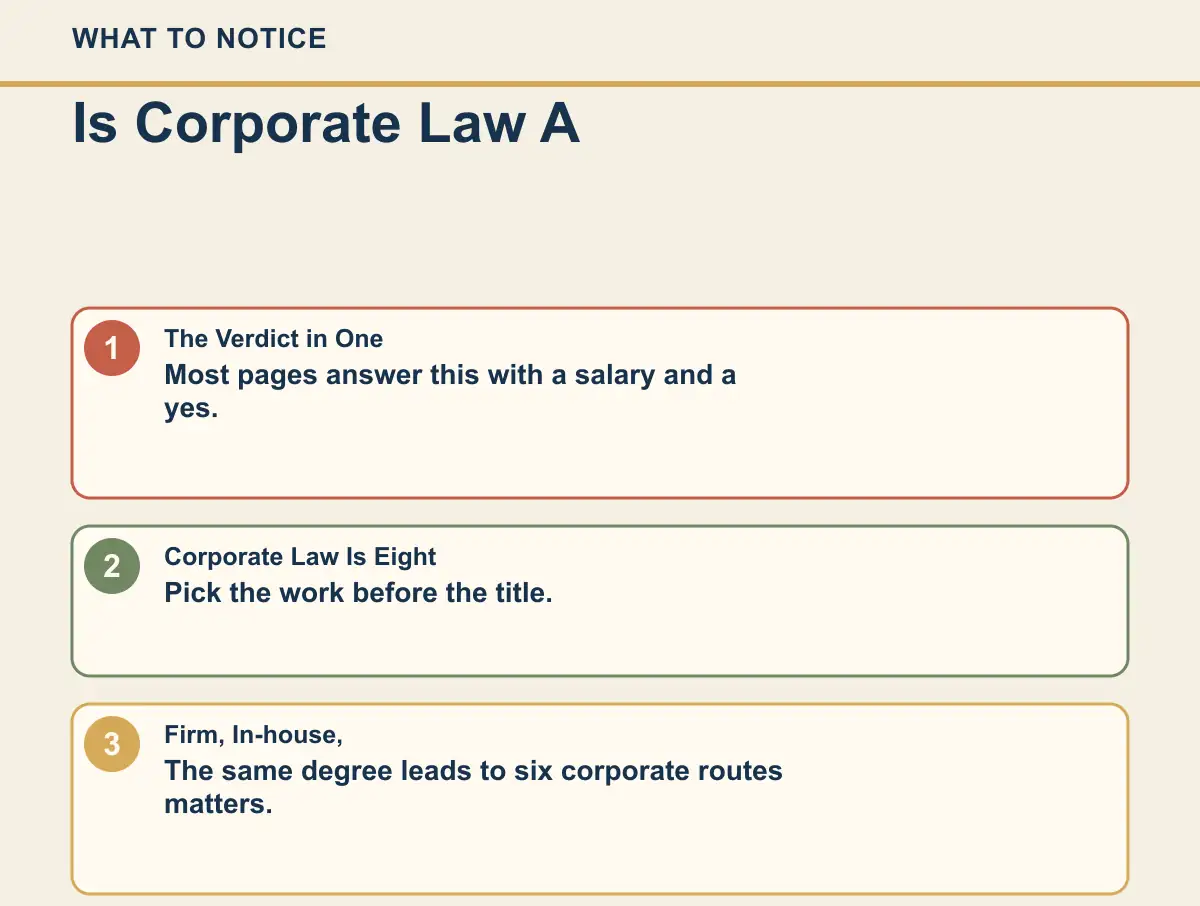 WHAT TO NOTICE
Is Corporate Law A
1
The Verdict in One
Most pages answer this with a salary and a
yes.
2
Corporate Law Is Eight
Pick the work before the title.
3
Firm, In-house,
The same degree leads to six corporate routes
matters.